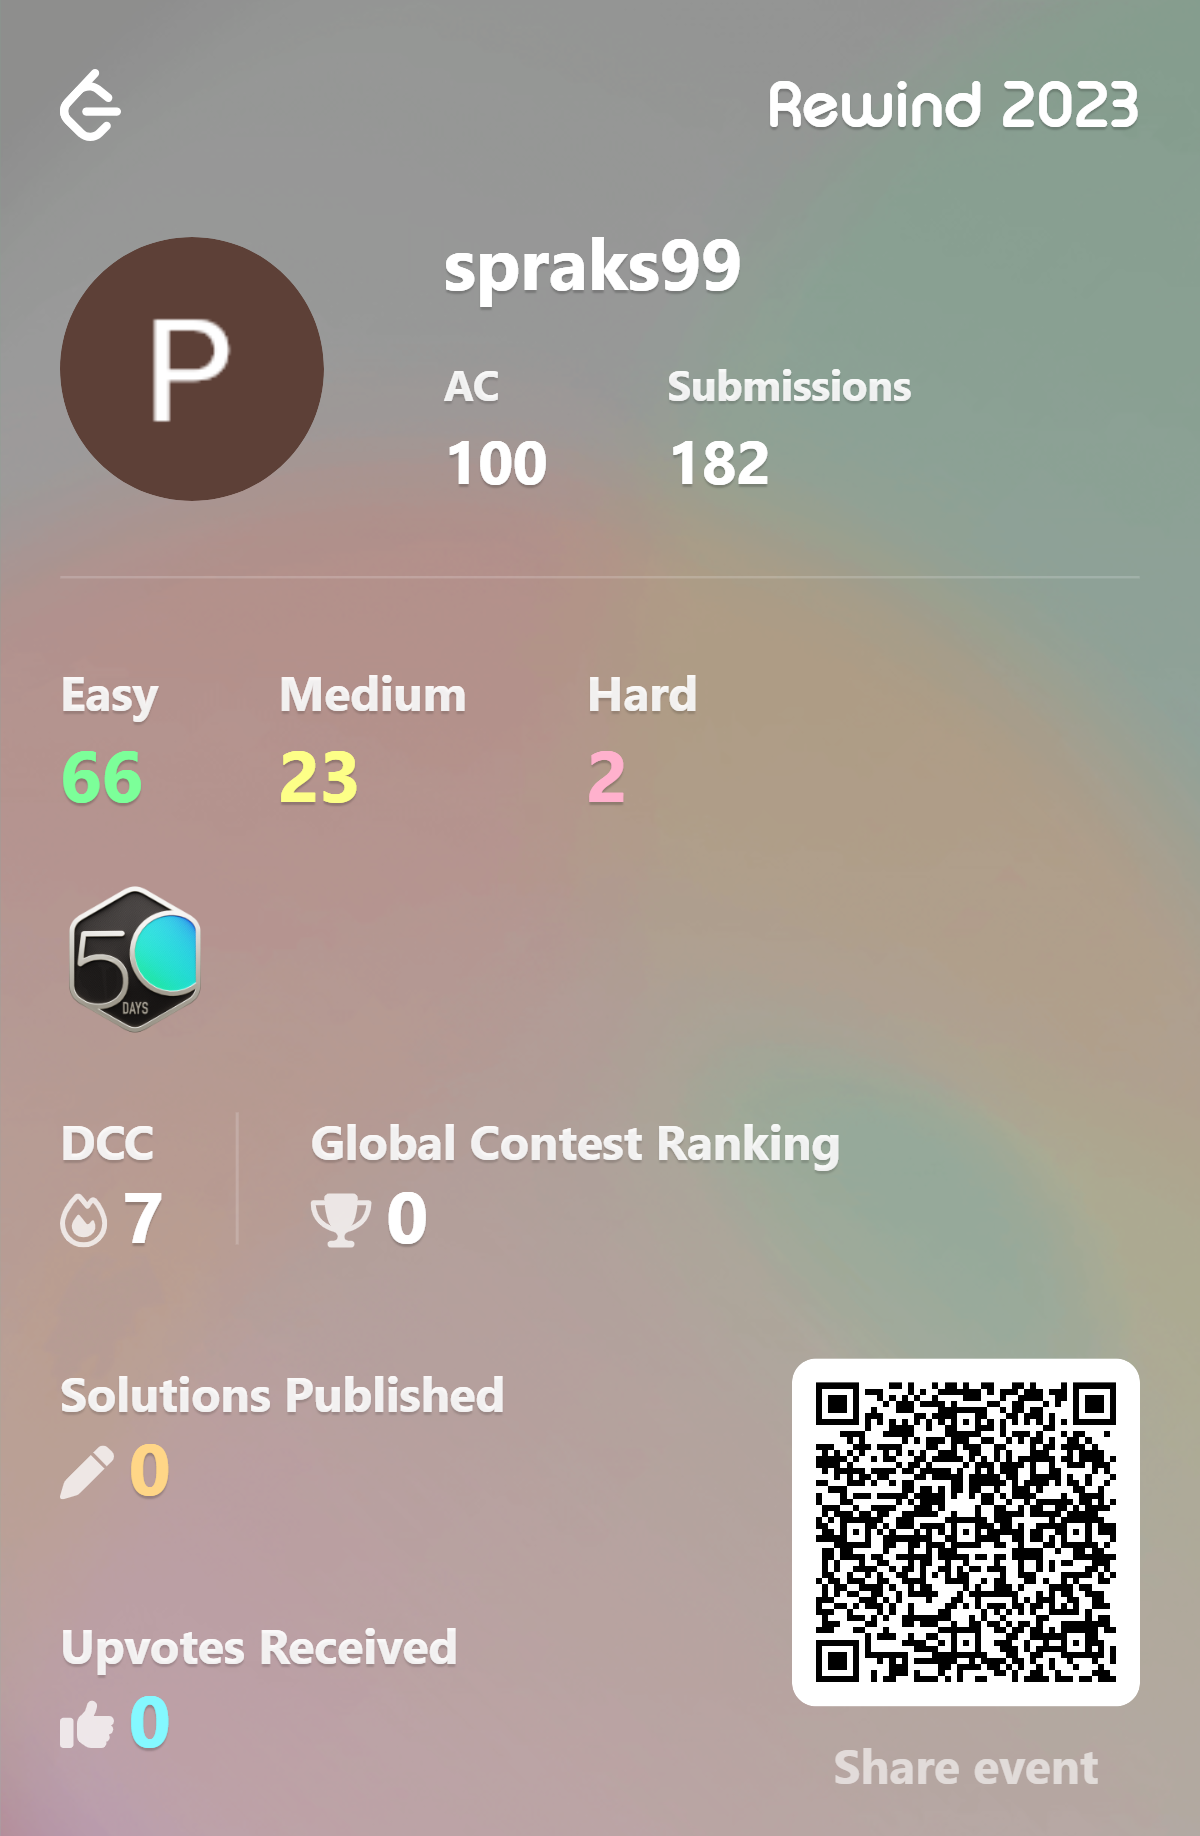 Rewind 2023
P
spraks99
AC Submissions
100 182
Easy Medium Hard
66 23 2
50
DAYS
DCC Global Contest Ranking
7 0
Solutions Published
0
Upvotes Received
0
Share event